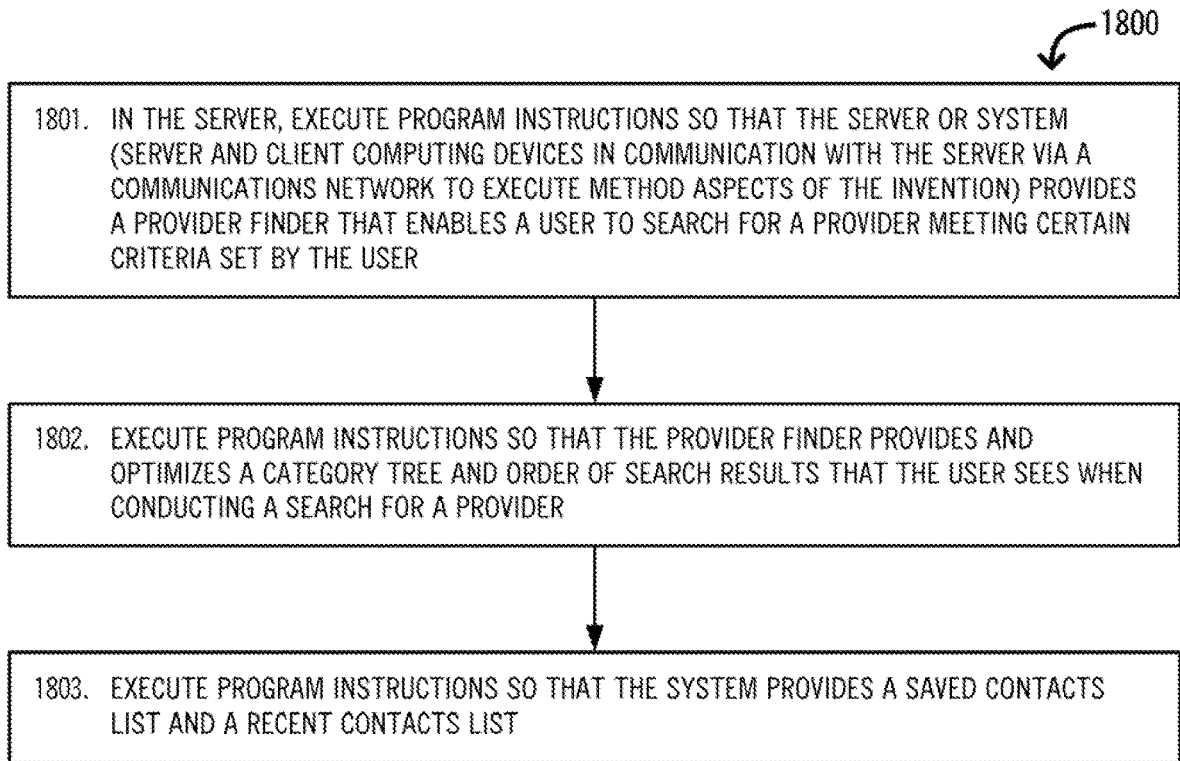 1800
1801. IN THE SERVER, EXECUTE PROGRAM INSTRUCTIONS SO THAT THE SERVER OR SYSTEM
(SERVER AND CLIENT COMPUTING DEVICES IN COMMUNICATION WITH THE SERVER VIA A
COMMUNICATIONS NETWORK TO EXECUTE METHOD ASPECTS OF THE INVENTION) PROVIDES
A PROVIDER FINDER THAT ENABLES A USER TO SEARCH FOR A PROVIDER MEETING CERTAIN
CRITERIA SET BY THE USER
1802. EXECUTE PROGRAM INSTRUCTIONS SO THAT THE PROVIDER FINDER PROVIDES AND
OPTIMIZES A CATEGORY TREE AND ORDER OF SEARCH RESULTS THAT THE USER SEES WHEN
CONDUCTING A SEARCH FOR A PROVIDER
1803. EXECUTE PROGRAM INSTRUCTIONS SO THAT THE SYSTEM PROVIDES A SAVED CONTACTS
LIST AND A RECENT CONTACTS LIST